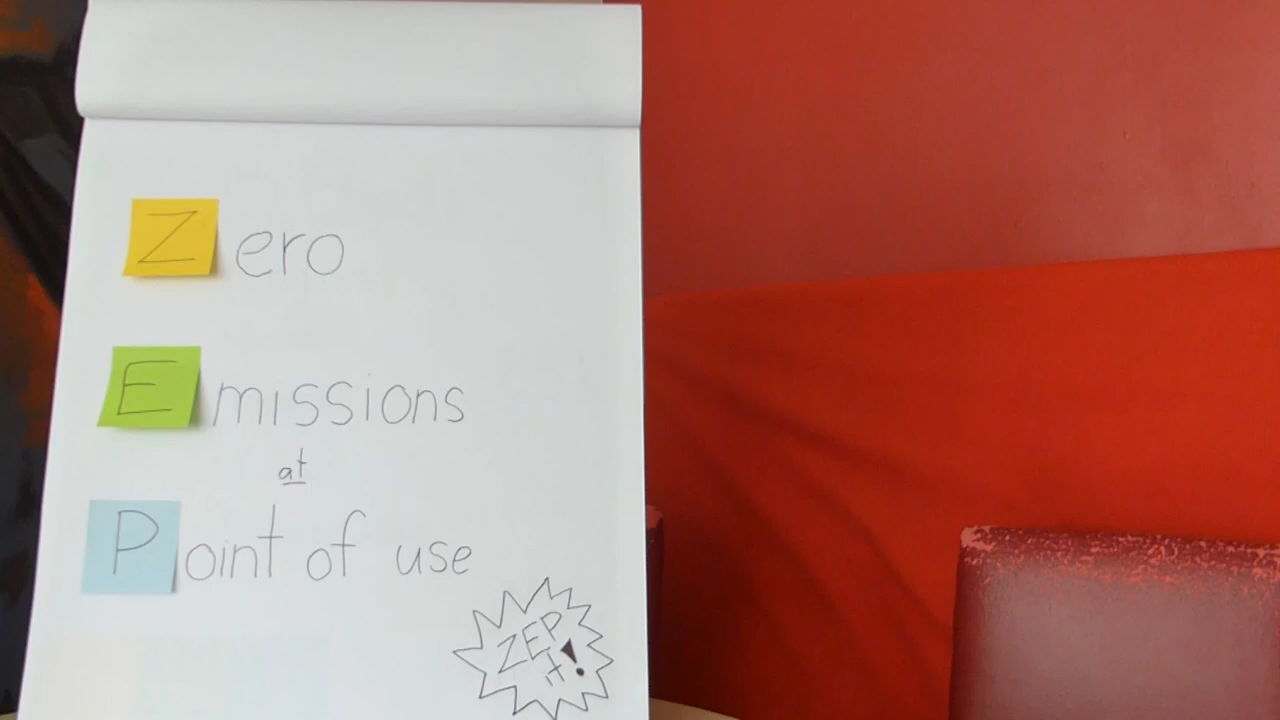 Zero
Emissions
at
Point of use
ZEP
it!